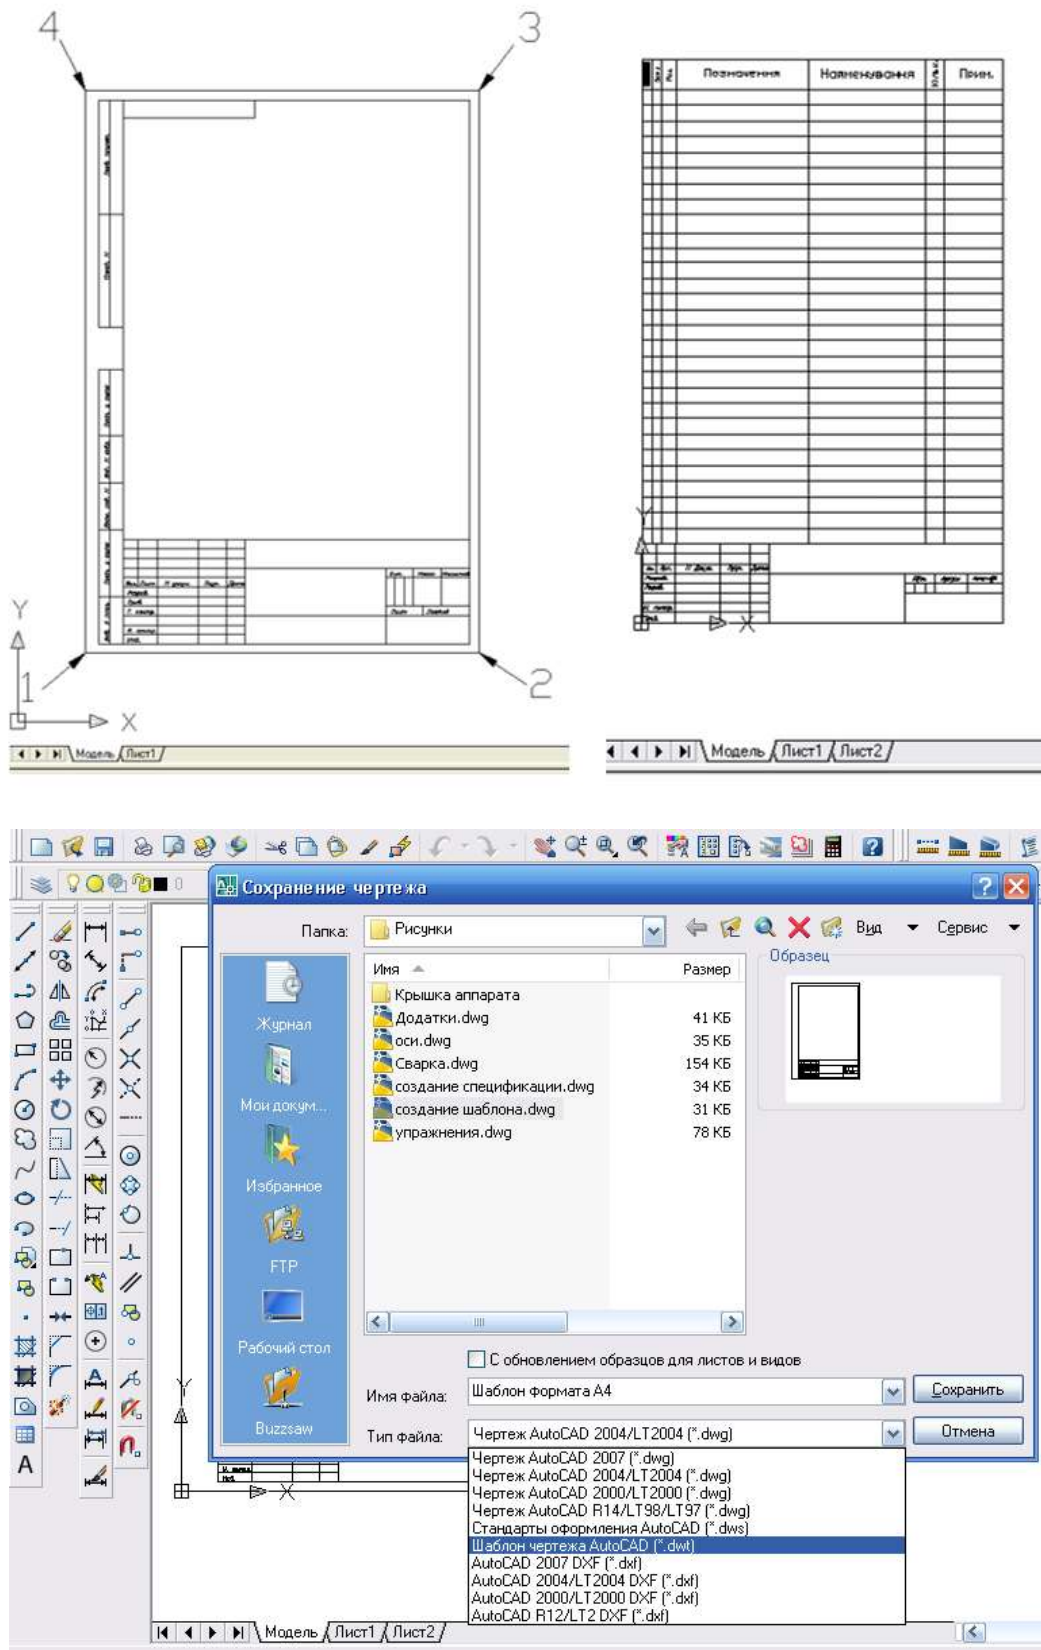 4
3
Позначення
Найменування
Прим.
Y
1
2
X
Y
X
Модель
Лист1
Модель
Лист1
Лист2
0
Сохранение чертежа
Папка:
Рисунки
Вид
Сервис
Имя
Размер
Образец
Журнал
Мои докум...
Избранное
FTP
Рабочий стол
Buzzsaw
Крышка аппарата
Додатки.dwg
41 КБ
оси.dwg
35 КБ
Сварка.dwg
154 КБ
создание спецификации.dwg
34 КБ
создание шаблона.dwg
31 КБ
упражнения.dwg
78 КБ
С обновлением образцов для листов и видов
Имя файла:
Шаблон формата А4
Сохранить
Тип файла:
Чертеж AutoCAD 2004/LT2004 (*.dwg)
Отмена
Чертеж AutoCAD 2007 (*.dwg)
Чертеж AutoCAD 2004/LT2004 (*.dwg)
Чертеж AutoCAD 2000/LT2000 (*.dwg)
Чертеж AutoCAD R14/LT98/LT97 (*.dwg)
Стандарты оформления AutoCAD (*.dws)
Шаблон чертежа AutoCAD (*.dwt)
AutoCAD 2007 DXF (*.dxf)
AutoCAD 2004/LT2004 DXF (*.dxf)
AutoCAD 2000/LT2000 DXF (*.dxf)
AutoCAD R12/LT2 DXF (*.dxf)
A
Y
X
Модель
Лист1
Лист2